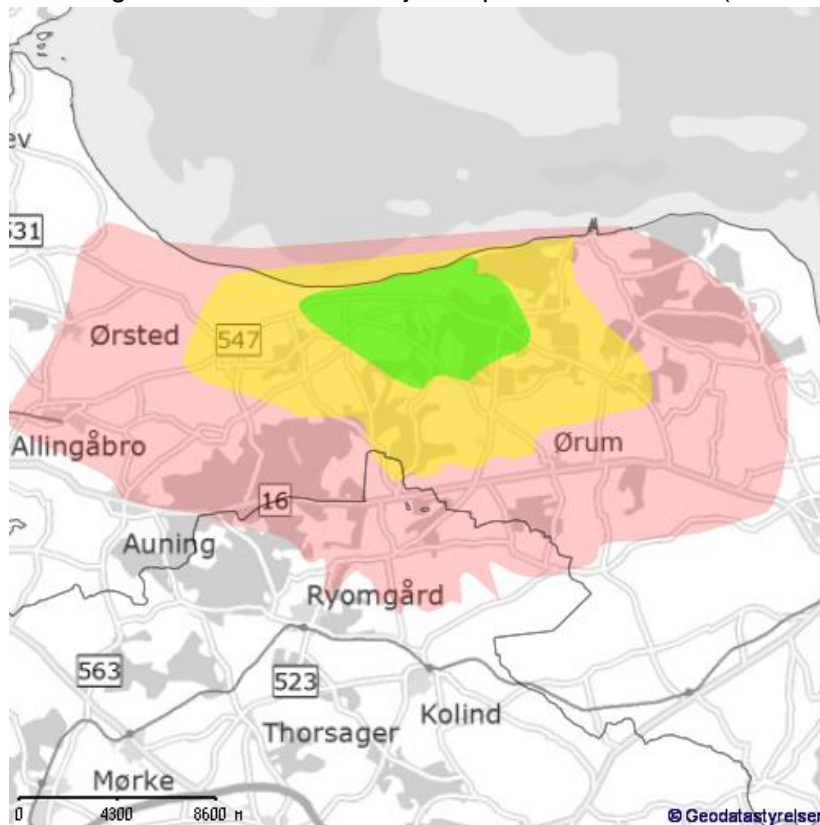 ev
531
Ørsted
547
Allingåbro
Ørum
16
Auning
Ryomgård
563
523
Kolind
Thorsager
Mørke
0 4300 8600 M
© Geodatastyrelsen